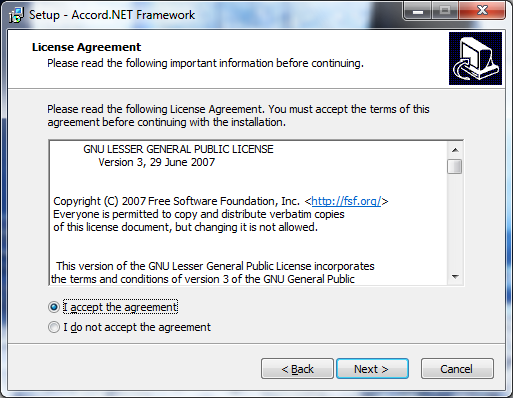 Setup - Accord.NET Framework
License Agreement
Please read the following important information before continuing.
Please read the following License Agreement. You must accept the terms of this
agreement before continuing with the installation.
GNU LESSER GENERAL PUBLIC LICENSE
Version 3, 29 June 2007
Copyright (C) 2007 Free Software Foundation, Inc. <http://fsf.org/>
Everyone is permitted to copy and distribute verbatim copies
of this license document, but changing it is not allowed.
This version of the GNU Lesser General Public License incorporates
the terms and conditions of version 3 of the GNU General Public
I accept the agreement
I do not accept the agreement
< Back
Next >
Cancel